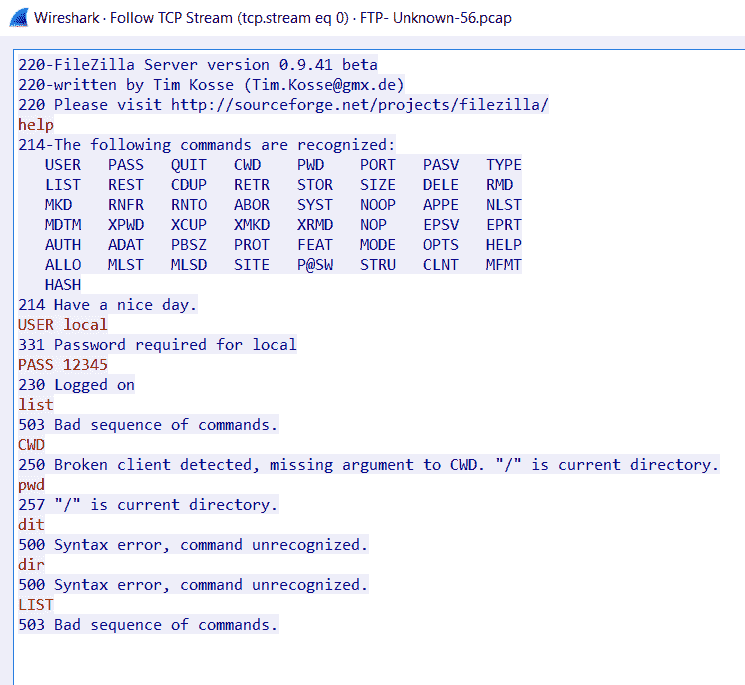 Wireshark · Follow TCP Stream (tcp.stream eq 0) · FTP- Unknown-56.pcap
220-FileZilla Server version 0.9.41 beta
220-written by Tim Kosse (Tim.Kosse@gmx.de)
220 Please visit http://sourceforge.net/projects/filezilla/
help
214-The following commands are recognized:
   USER   PASS   QUIT   CWD    PWD    PORT   PASV   TYPE
   LIST   REST   CDUP   RETR   STOR   SIZE   DELE   RMD
   MKD    RNFR   RNTO   ABOR   SYST   NOOP   APPE   NLST
   MDTM   XPWD   XCUP   XMKD   XRMD   NOP    EPSV   EPRT
   AUTH   ADAT   PBSZ   PROT   FEAT   MODE   OPTS   HELP
   ALLO   MLST   MLSD   SITE   P@SW   STRU   CLNT   MFMT
   HASH
214 Have a nice day.
USER local
331 Password required for local
PASS 12345
230 Logged on
list
503 Bad sequence of commands.
CWD
250 Broken client detected, missing argument to CWD. "/" is current directory.
pwd
257 "/" is current directory.
dit
500 Syntax error, command unrecognized.
dir
500 Syntax error, command unrecognized.
LIST
503 Bad sequence of commands.